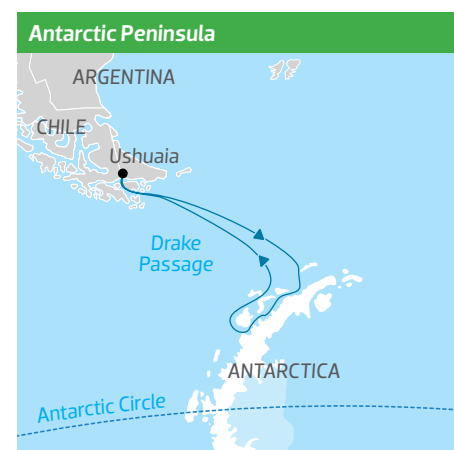 Antarctic Peninsula
ARGENTINA
CHILE
Ushuaia
Drake
Passage
ANTARCTICA
Antarctic Circle